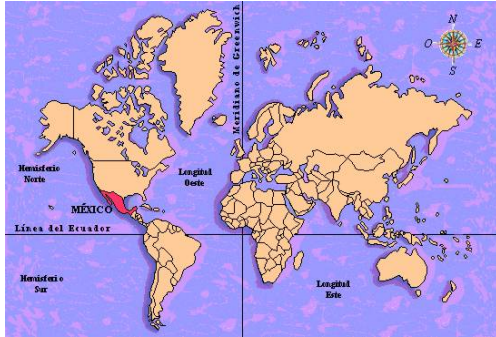 N
O E
S
Meridiano de Greenwich
Hemisferio
Norte
Longitud
Oeste
MÉXICO
Línea del Ecuador
Hemisferio
Sur
Longitud
Este